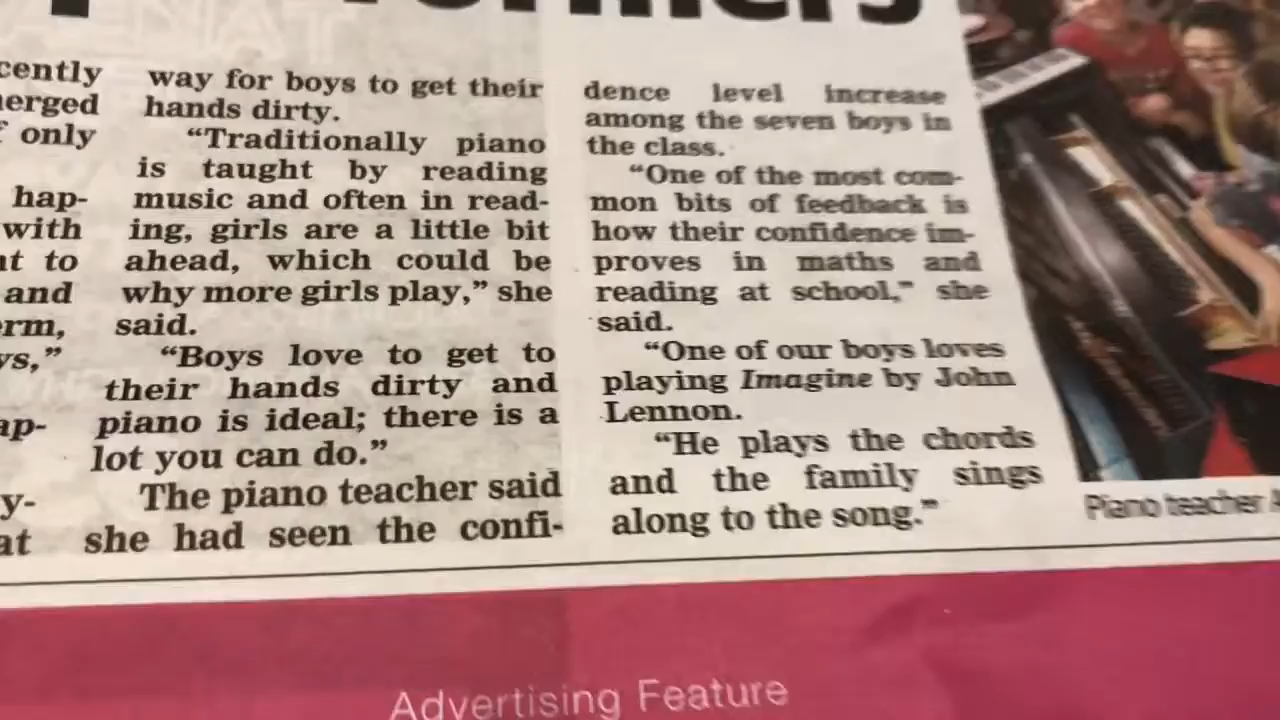 cently
only
hap-
with
to
and
way for boys to get their
hands dirty.
“Traditionally piano
is taught by reading
music and often in read-
ing, girls are a little bit
ahead, which could be
why more girls play,” she
said.
“Boys love to get to
their hands dirty and
piano is ideal; there is a
lot you can do.”
The piano teacher said
she had seen the confi-
dence level increase
among the seven boys in
the class.
“One of the most com-
mon bits of feedback is
how their confidence im-
proves in maths and
reading at school,” she
said.
“One of our boys loves
playing Imagine by John
Lennon.
“He plays the chords
and the family sings
along to the song.”
Piano teacher
Advertising Feature